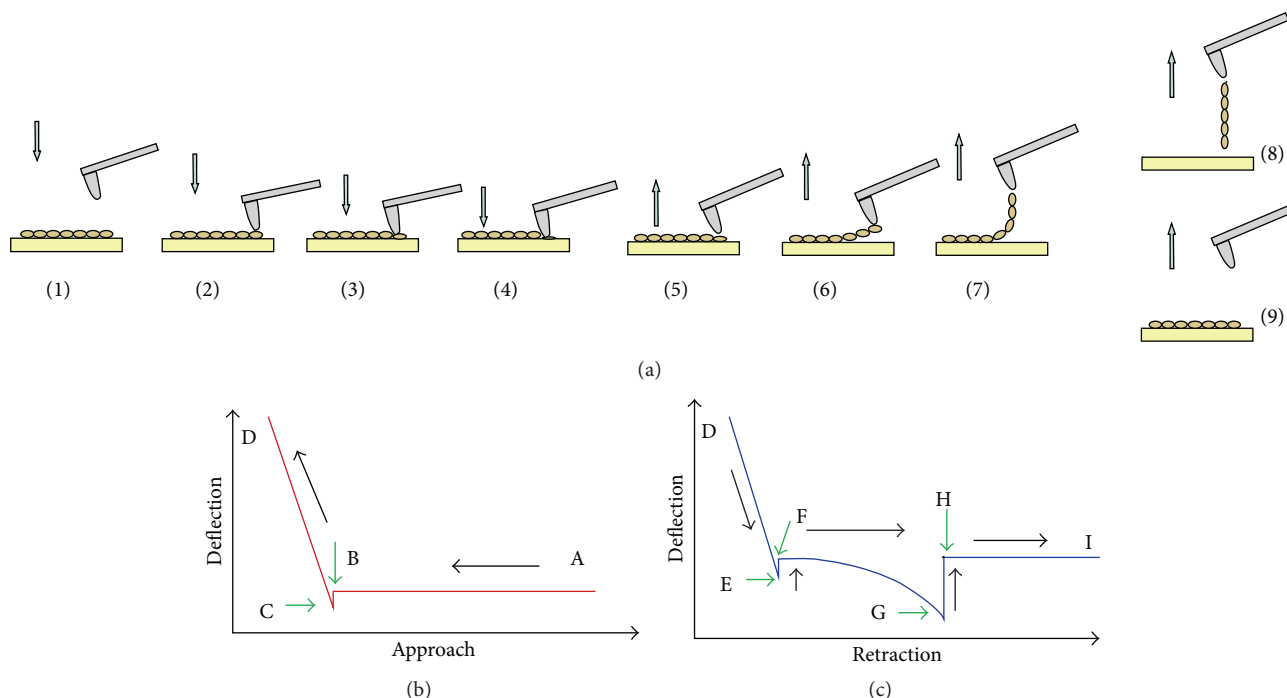 (1)
(2)
(3)
(4)
(5)
(6)
(7)
(8)
(9)
(a)
D
B
A
C
Deflection
Approach
(b)
D
F
H
I
E
G
Deflection
Retraction
(c)